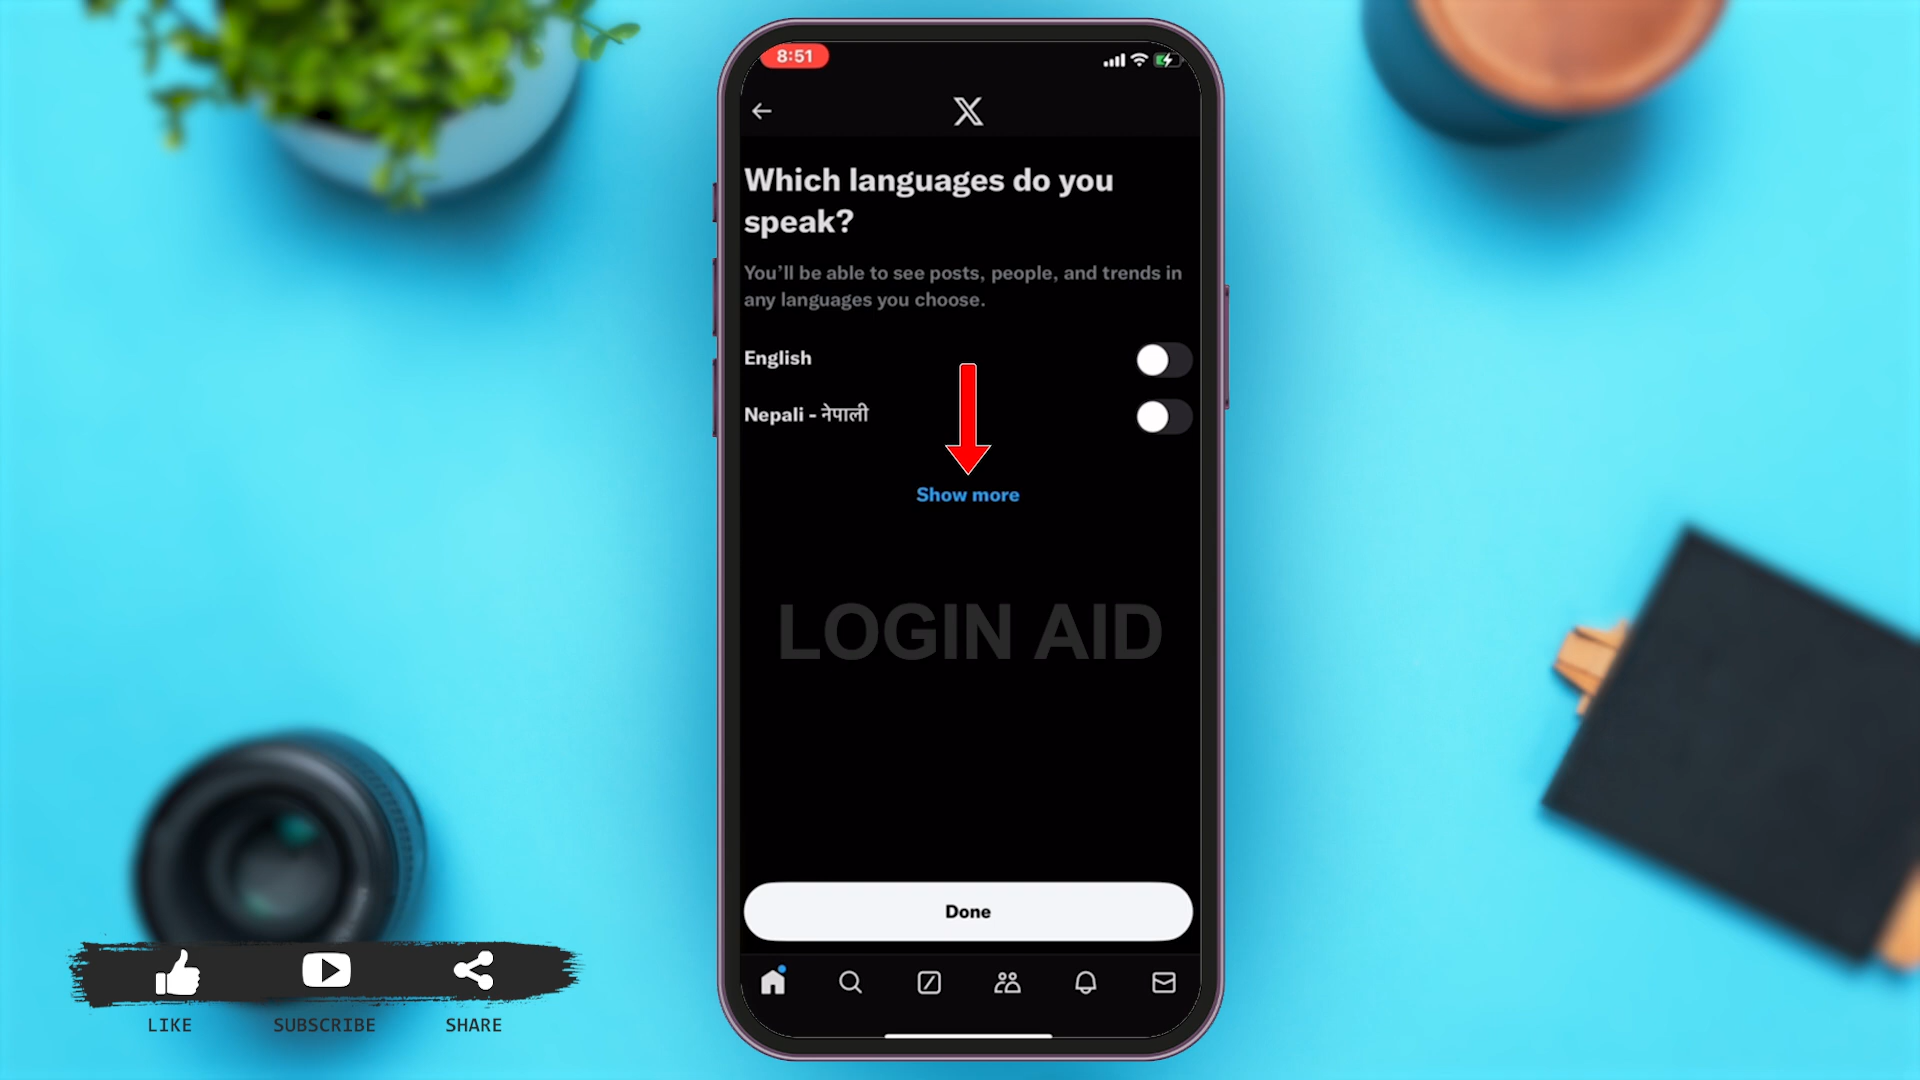 8:51
Which languages do you
speak?
You’ll be able to see posts, people, and trends in
any languages you choose.
English
Nepali - नेपाली
Show more
LOGIN AID
Done
LIKE SUBSCRIBE SHARE